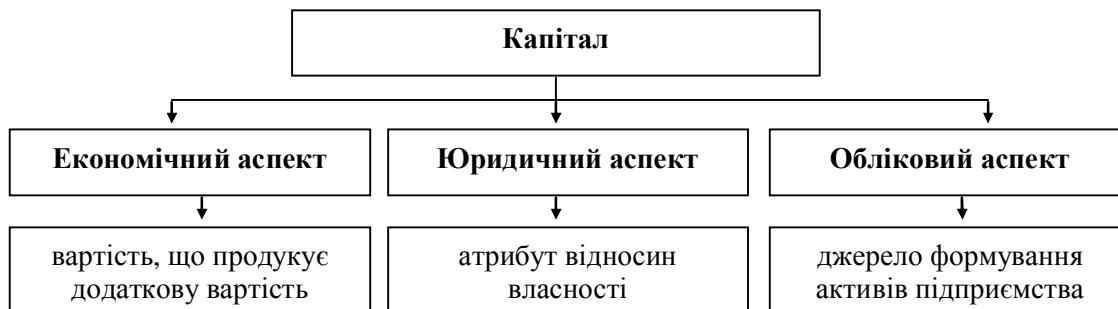 Капітал
Економічний аспект
Юридичний аспект
Обліковий аспект
вартість, що продукує
додаткову вартість
атрибут відносин
власності
джерело формування
активів підприємства